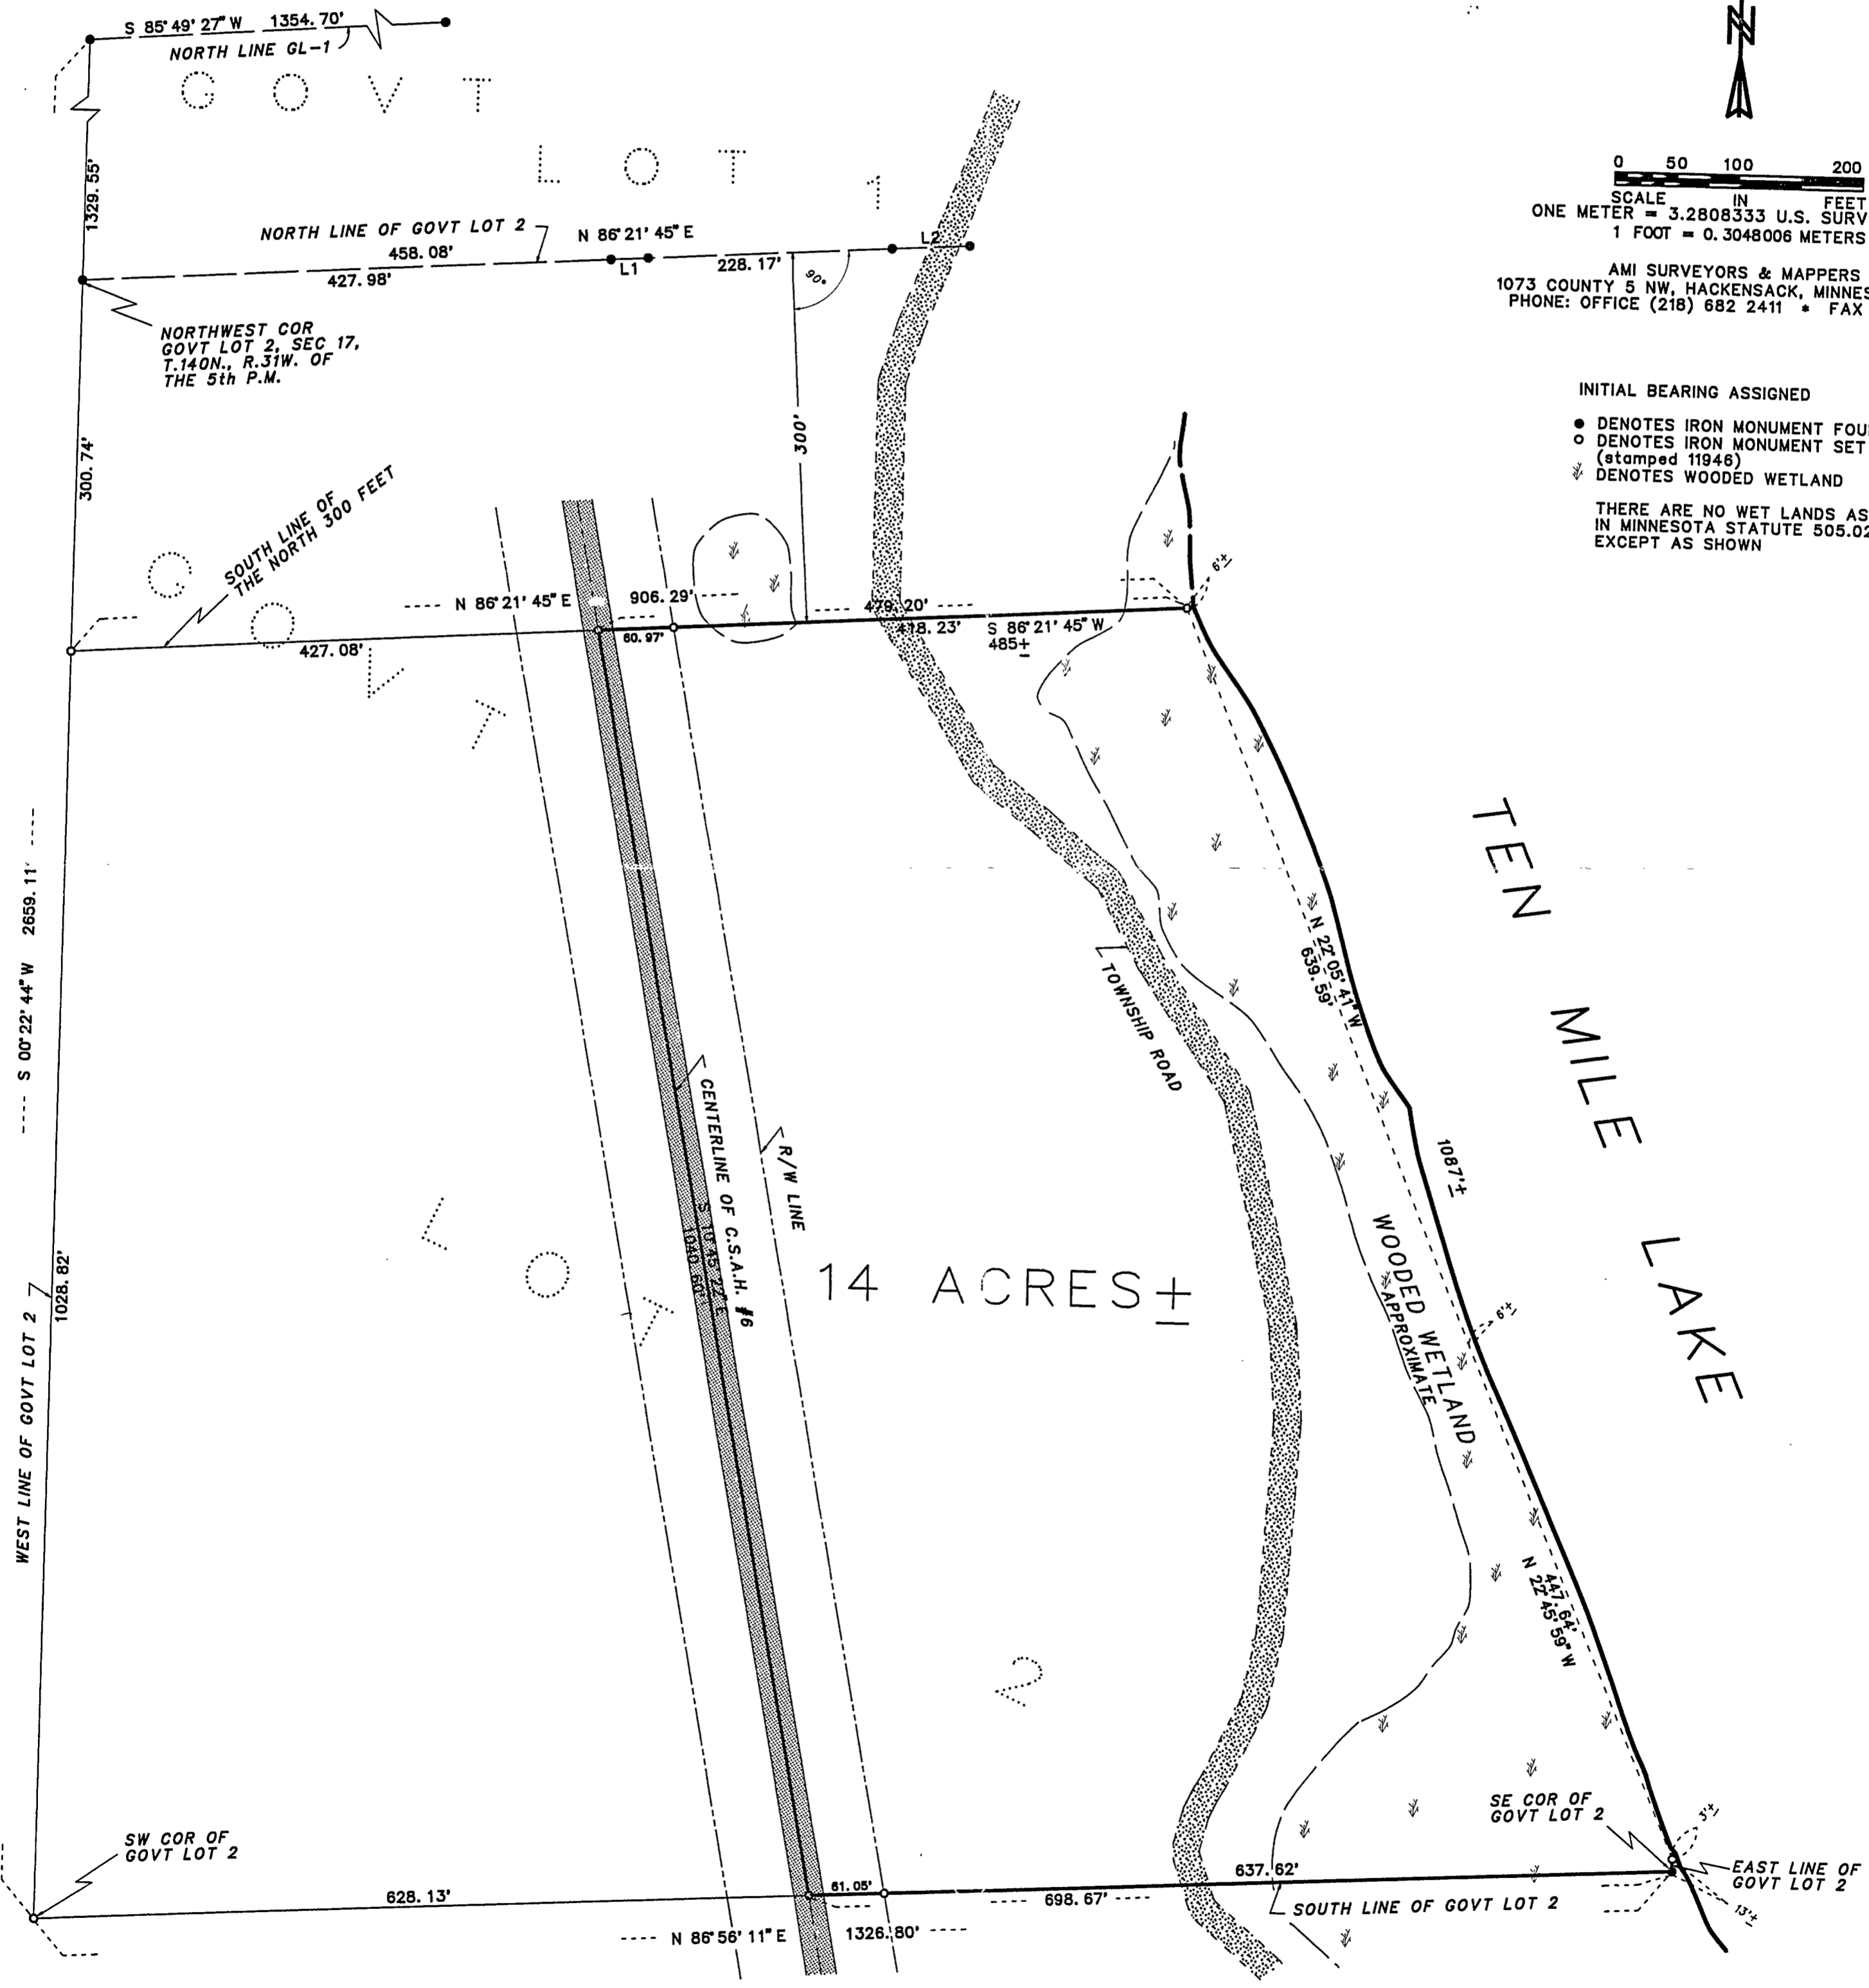 S 85° 49' 27" W 1354.70'
NORTH LINE GL-1
GOVT
LOT 1
N
0 50 100 200
SCALE IN FEET
ONE METER = 3.2808333 U.S. SURV
1 FOOT = 0.3048006 METERS
AMI SURVEYORS & MAPPERS
1073 COUNTY 5 NW, HACKENSACK, MINNES
PHONE: OFFICE (218) 682 2411 * FAX
INITIAL BEARING ASSIGNED
DENOTES IRON MONUMENT FOU
DENOTES IRON MONUMENT SET
(stamped 11946)
DENOTES WOODED WETLAND
THERE ARE NO WET LANDS AS
IN MINNESOTA STATUTE 505.02
EXCEPT AS SHOWN
1329.55'
NORTH LINE OF GOVT LOT 2
N 86° 21' 45" E
458.08'
427.98'
L1
228.17'
L2
90°
NORTHWEST COR
GOVT LOT 2, SEC 17,
T.140N., R.31W. OF
THE 5th P.M.
300.74'
300'
SOUTH LINE OF
THE NORTH 300 FEET
N 86° 21' 45" E
906.29'
479.20'
6'±
427.08'
60.97'
418.23'
S 86° 21' 45" W
485±
GOVT
LOT
2
S 00° 22' 44" W 2659.11'
WEST LINE OF GOVT LOT 2
1028.82'
CENTERLINE OF C.S.A.H. #6
S 10° 45' 22" E
1040.60'
R/W LINE
TOWNSHIP ROAD
N 22° 05' 41" W
639.59'
1087'±
TEN MILE LAKE
14 ACRES±
WOODED WETLAND
APPROXIMATE
6'±
447.64'
N 22° 45' 59" W
SE COR OF
GOVT LOT 2
3'±
EAST LINE OF
GOVT LOT 2
13'±
SW COR OF
GOVT LOT 2
628.13'
61.05'
637.62'
698.67'
SOUTH LINE OF GOVT LOT 2
N 86° 56' 11" E
1326.80'